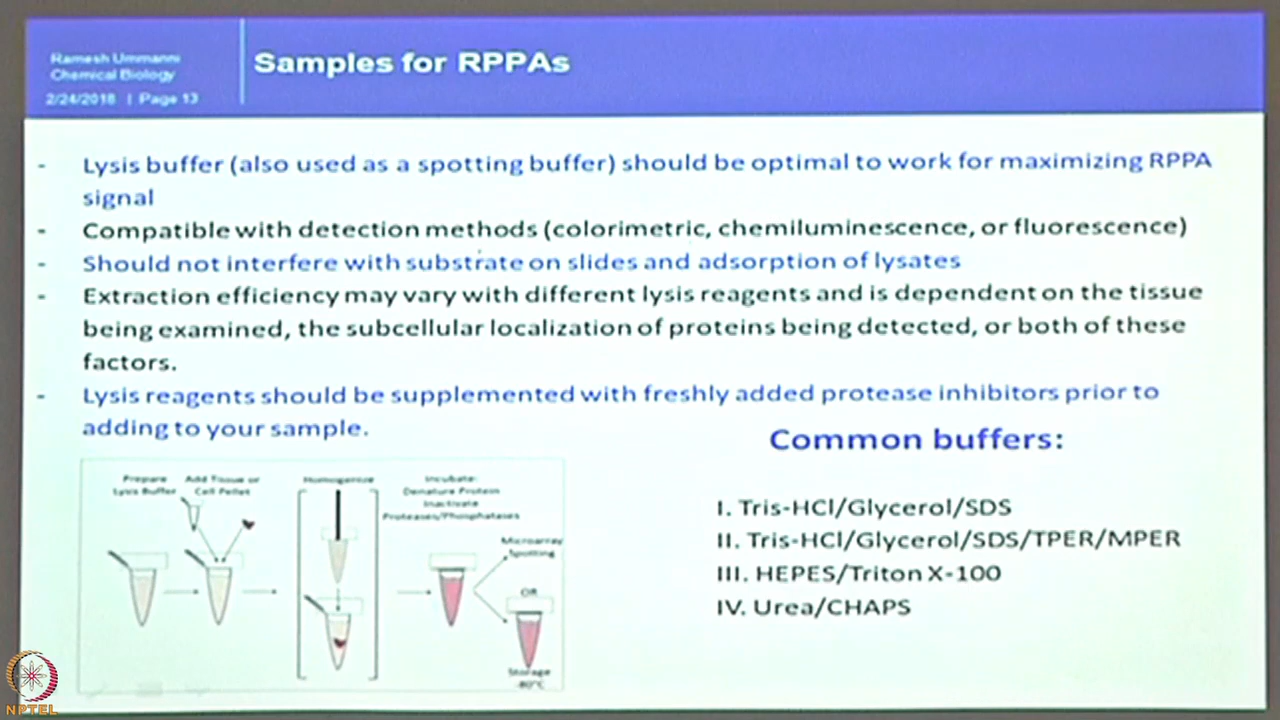 Ramesh Ummanni
Chemical Biology
2/24/2018 | Page 13
Samples for RPPAs
- Lysis buffer (also used as a spotting buffer) should be optimal to work for maximizing RPPA
signal
- Compatible with detection methods (colorimetric, chemiluminescence, or fluorescence)
- Should not interfere with substrate on slides and adsorption of lysates
- Extraction efficiency may vary with different lysis reagents and is dependent on the tissue
being examined, the subcellular localization of proteins being detected, or both of these
factors.
- Lysis reagents should be supplemented with freshly added protease inhibitors prior to
adding to your sample.
Common buffers:
I. Tris-HCl/Glycerol/SDS
II. Tris-HCl/Glycerol/SDS/TPER/MPER
III. HEPES/Triton X-100
IV. Urea/CHAPS
Prepare
Lysis Buffer
Add Tissue or
Cell Pellet
Homogenize
Incubate:
Denature Protein
Inactivate
Proteases/Phosphatases
Microarray
Spotting
OR
Storage
-80°C
NPTEL